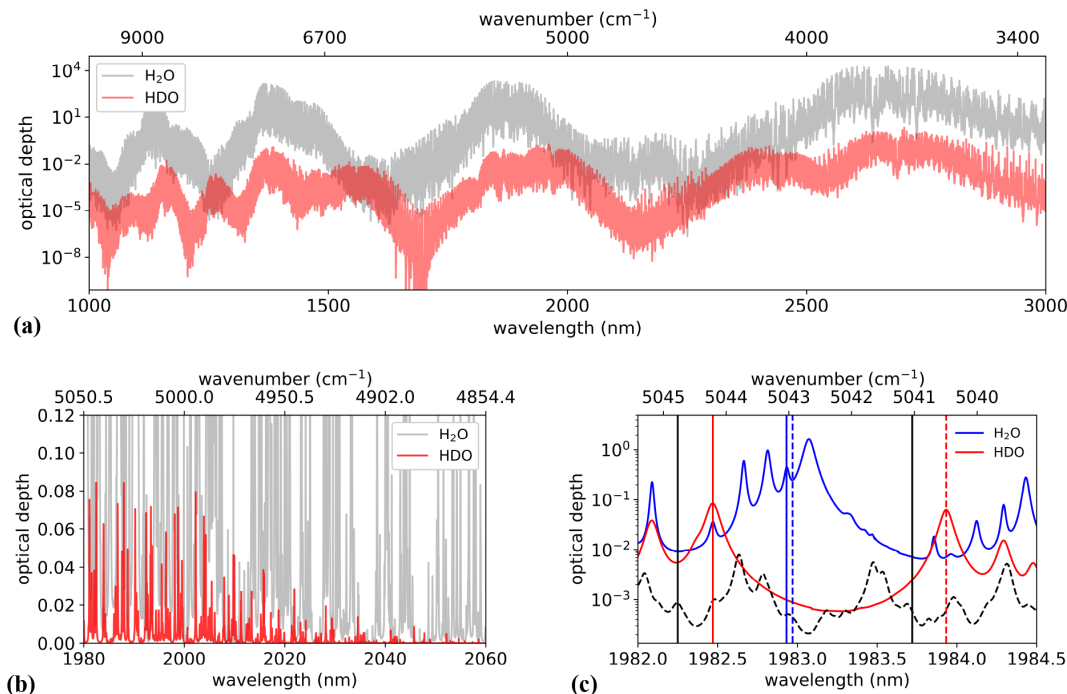 wavenumber (cm⁻¹)
9000 6700 5000 4000 3400
H₂O
HDO
optical depth
10⁴
10¹
10⁻²
10⁻⁵
10⁻⁸
1000 1500 2000 2500 3000
wavelength (nm)
(a)
wavenumber (cm⁻¹)
5050.5 5000.0 4950.5 4902.0 4854.4
H₂O
HDO
optical depth
0.12
0.10
0.08
0.06
0.04
0.02
0.00
1980 2000 2020 2040 2060
wavelength (nm)
(b)
wavenumber (cm⁻¹)
5045 5044 5043 5042 5041 5040
H₂O
HDO
optical depth
10⁰
10⁻¹
10⁻²
10⁻³
1982.0 1982.5 1983.0 1983.5 1984.0 1984.5
wavelength (nm)
(c)